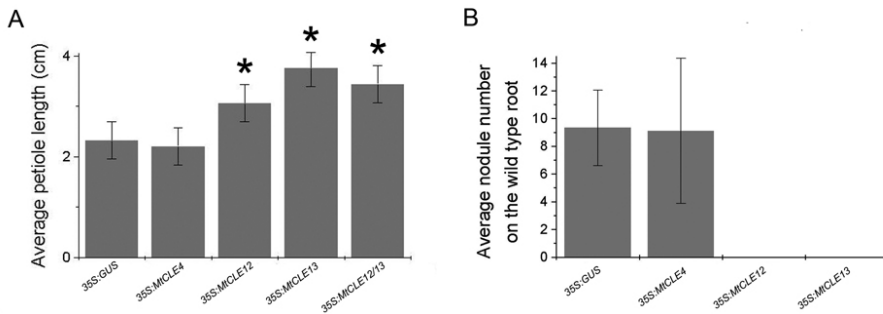 A
Average petiole length (cm)
4
2
0
*
*
*
35S:GUS
35S:MtCLE4
35S:MtCLE12
35S:MtCLE13
35S:MtCLE12/13
B
Average nodule number
on the wild type root
14
12
10
8
6
4
2
0
35S:GUS
35S:MtCLE4
35S:MtCLE12
35S:MtCLE13